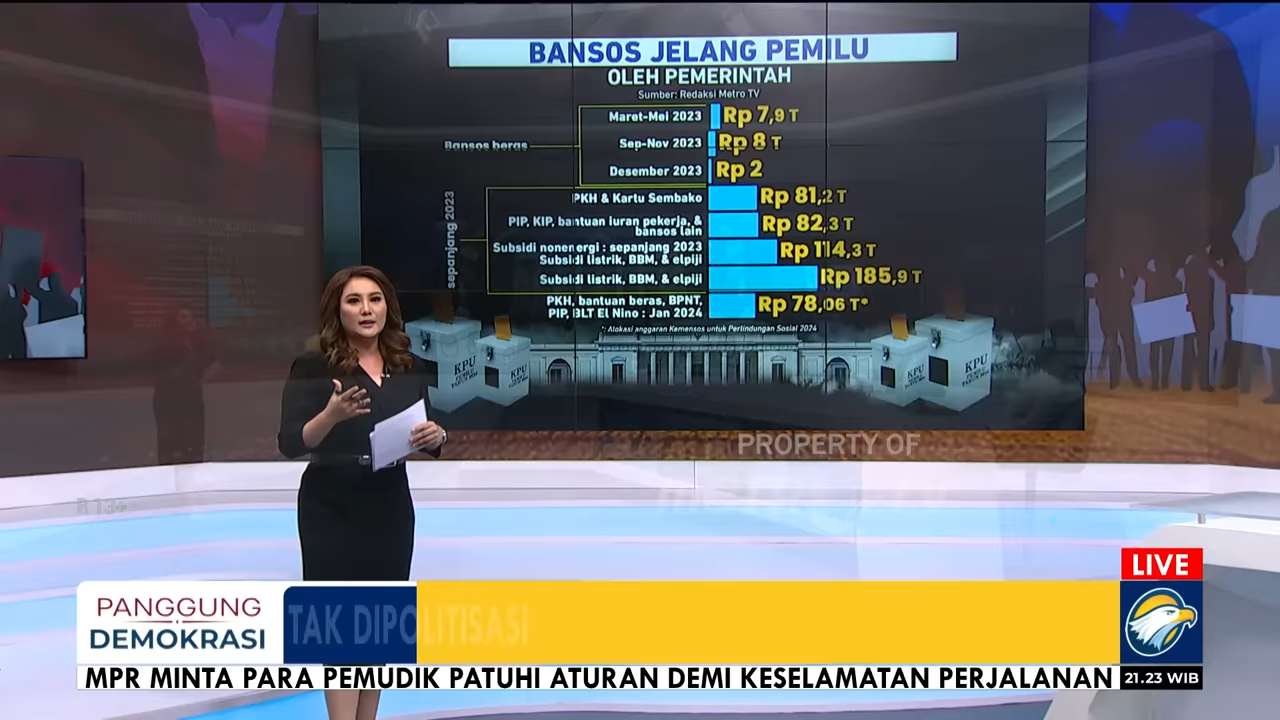 BANSOS JELANG PEMILU
OLEH PEMERINTAH
Sumber: Redaksi Metro TV
Bansos beras
Maret-Mei 2023 Rp 7,9 T
Sep-Nov 2023 Rp 8 T
Desember 2023 Rp 2
sepanjang 2023
PKH & Kartu Sembako Rp 81,2 T
PIP, KIP, bantuan iuran pekerja, & Rp 82,3 T
bansos lain
Subsidi nonenergi : sepanjang 2023 Rp 114,3 T
Subsidi listrik, BBM, & elpiji
Subsidi listrik, BBM, & elpiji Rp 185,9 T
PKH, bantuan beras, BPNT, Rp 78,06 T*
PIP, BLT El Nino : Jan 2024
*: Alokasi anggaran Kemensos untuk Perlindungan Sosial 2024
KPU
KPU
KPU
KPU
PROPERTY OF
R 13+
LIVE
PANGGUNG
DEMOKRASI
TAK DIPOLITISASI
MPR MINTA PARA PEMUDIK PATUHI ATURAN DEMI KESELAMATAN PERJALANAN
21.23 WIB